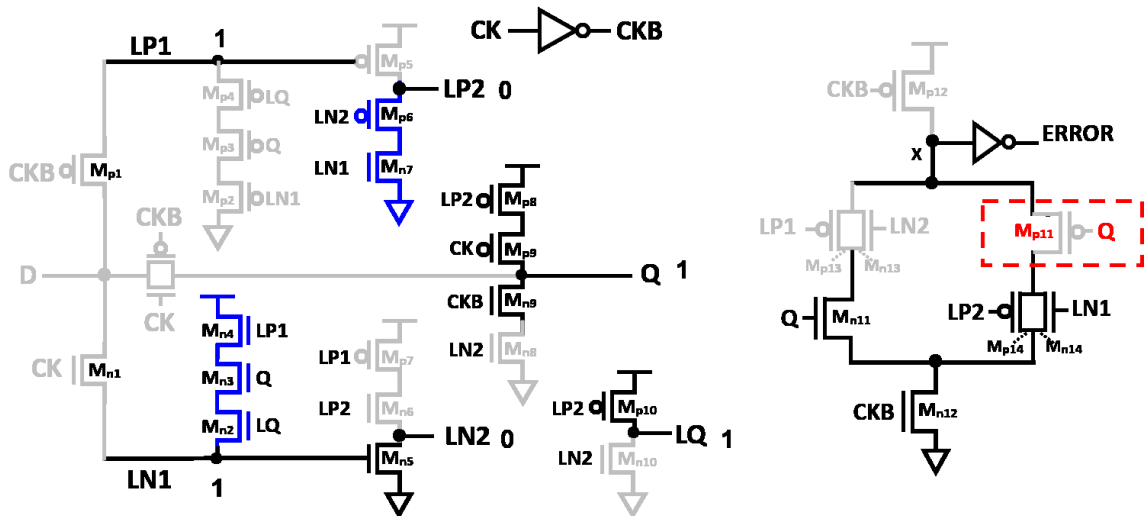 CK
CKB
LP1
1
Mp5
LP2 0
Mp4
LQ
LN2
Mp6
CKB
Mp1
Mp3
Q
LN1
Mn7
Mp2
LN1
LP2
Mp8
CKB
CK
Mp9
D
Q 1
CK
CKB
Mn9
Mn4
LP1
LN2
Mn8
CK
Mn1
Mn3
Q
LP1
Mp7
Mn2
LQ
LP2
Mn6
LN2 0
Mn5
LN1
1
LP2
Mp10
LQ 1
LN2
Mn10
CKB
Mp12
X
ERROR
LP1
LN2
Mp13
Mn13
Mp11
Q
Q
Mn11
LP2
LN1
Mp14
Mn14
CKB
Mn12